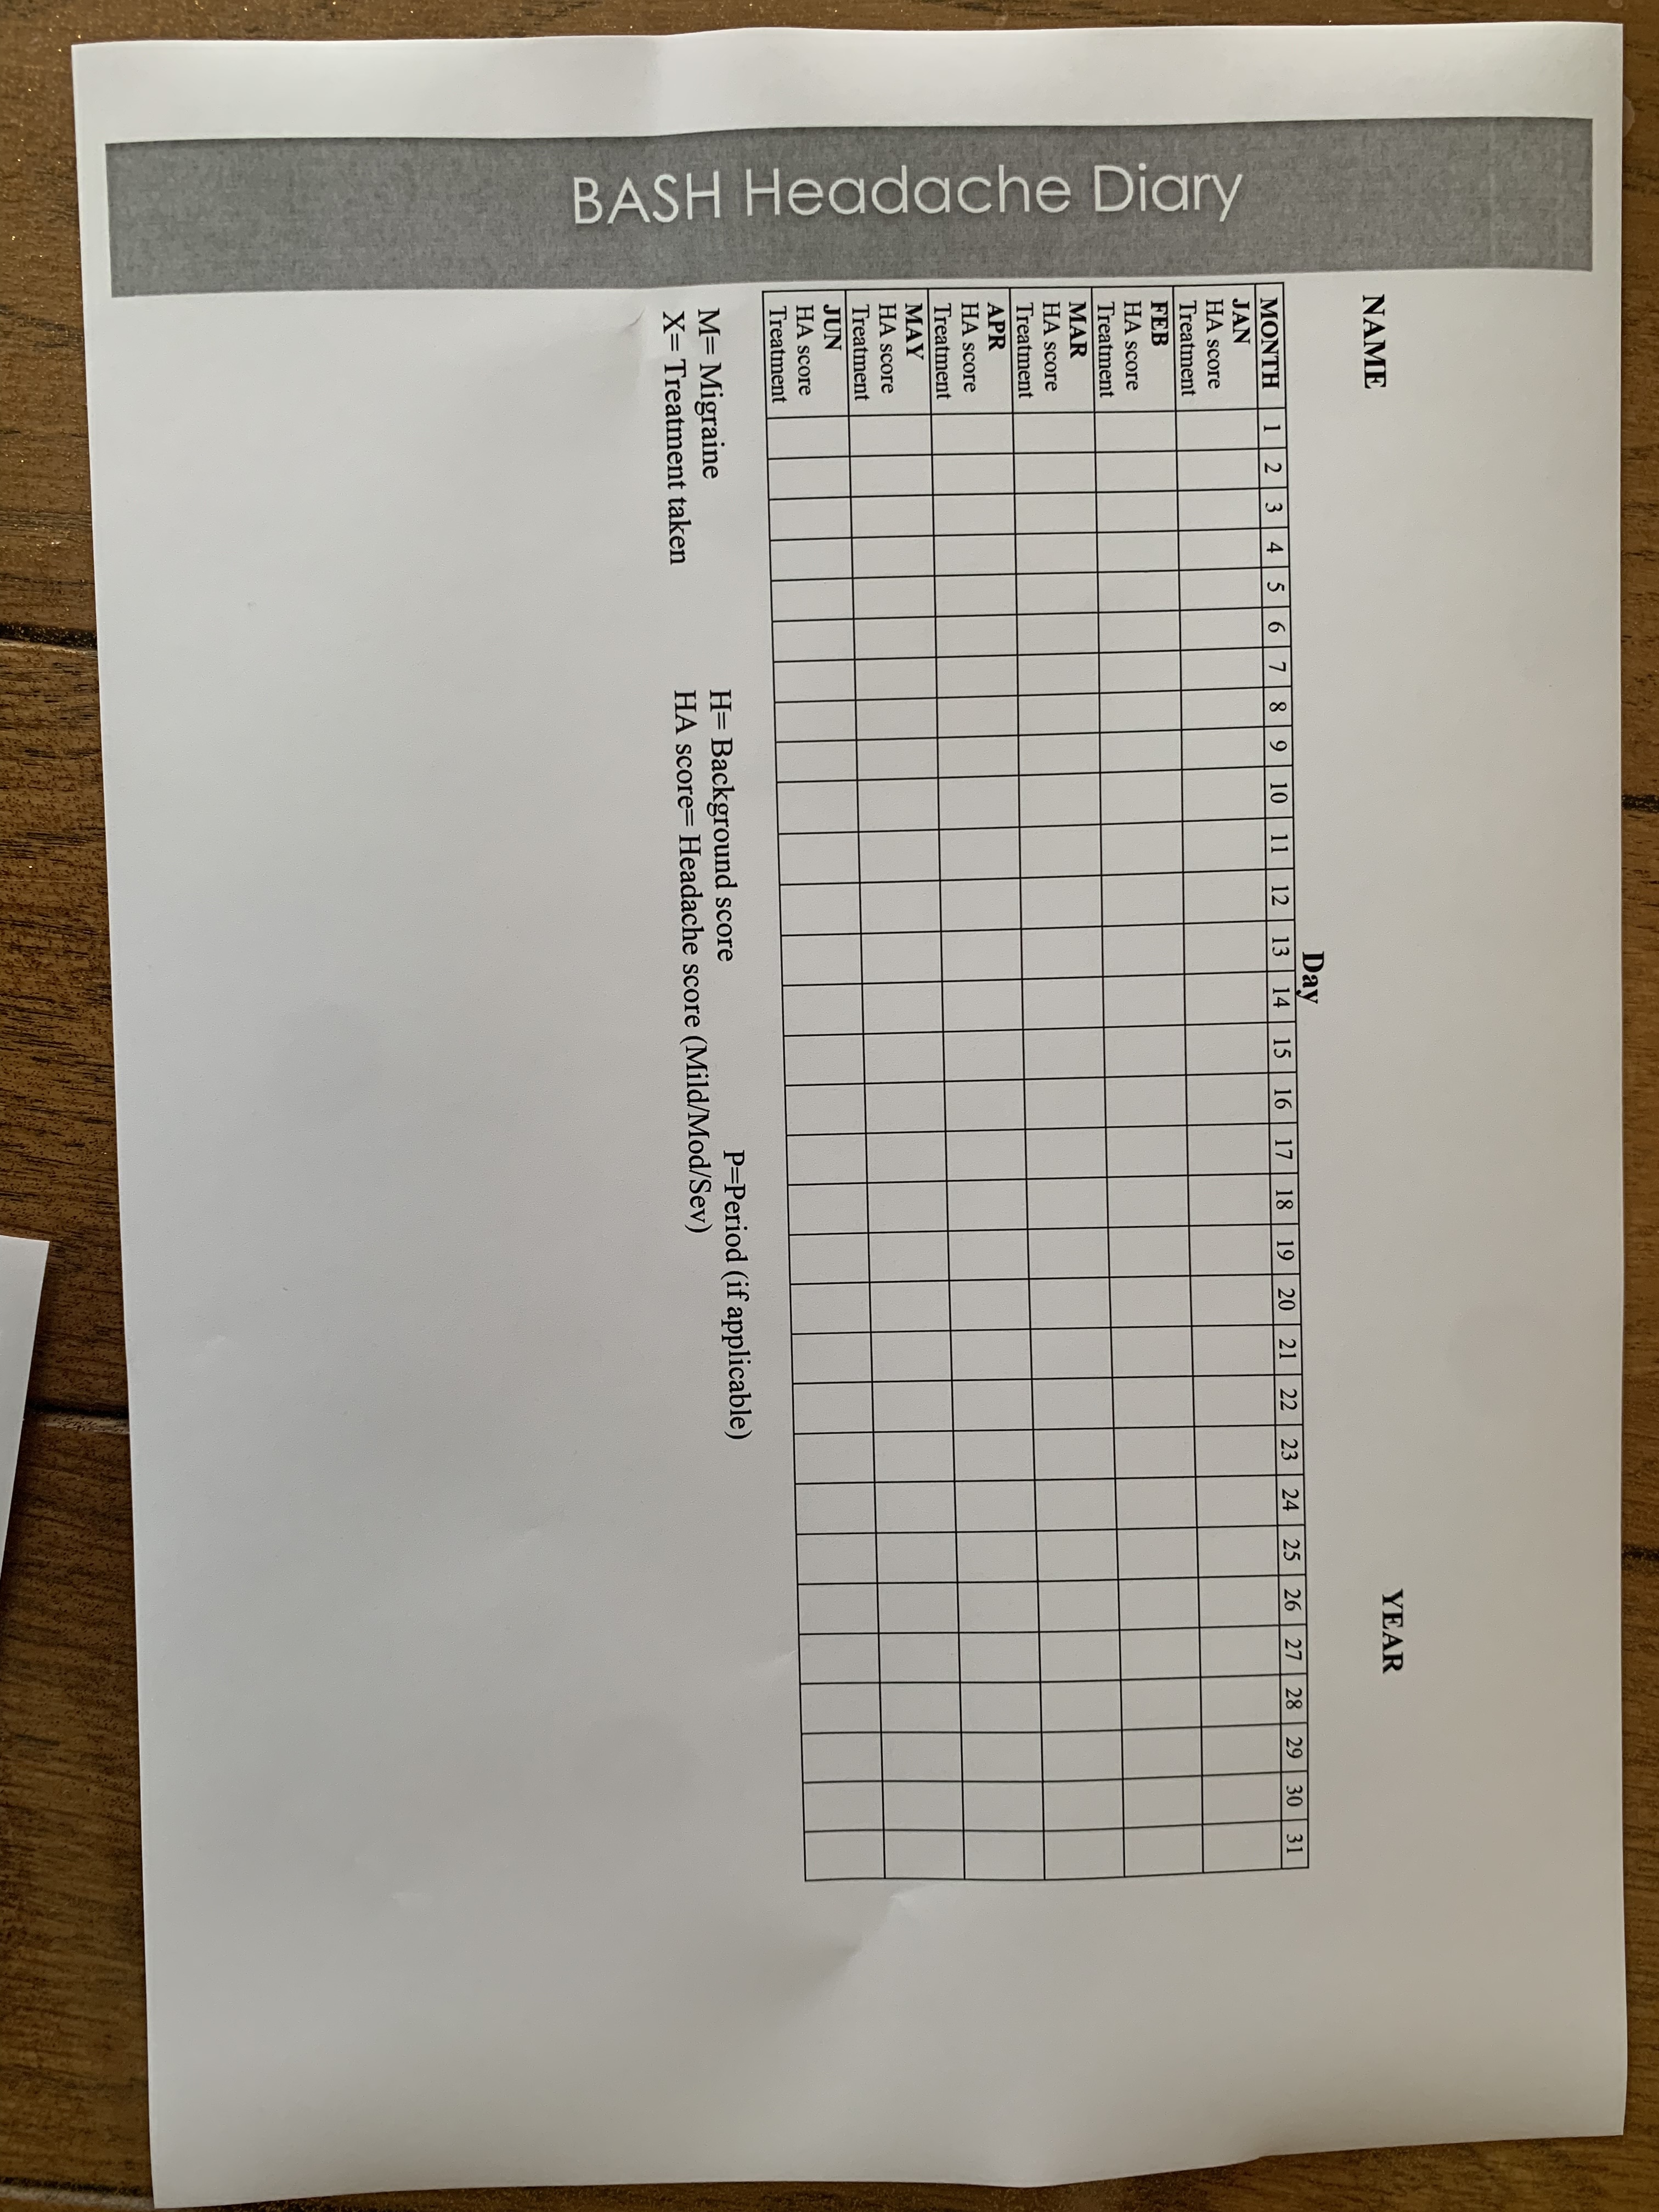 BASH Headache Diary
NAME YEAR
Day
MONTH 1 2 3 4 5 6 7 8 9 10 11 12 13 14 15 16 17 18 19 20 21 22 23 24 25 26 27 28 29 30 31
JAN
HA score
Treatment
FEB
HA score
Treatment
MAR
HA score
Treatment
APR
HA score
Treatment
MAY
HA score
Treatment
JUN
HA score
Treatment
M= Migraine H= Background score P=Period (if applicable)
X= Treatment taken HA score= Headache score (Mild/Mod/Sev)